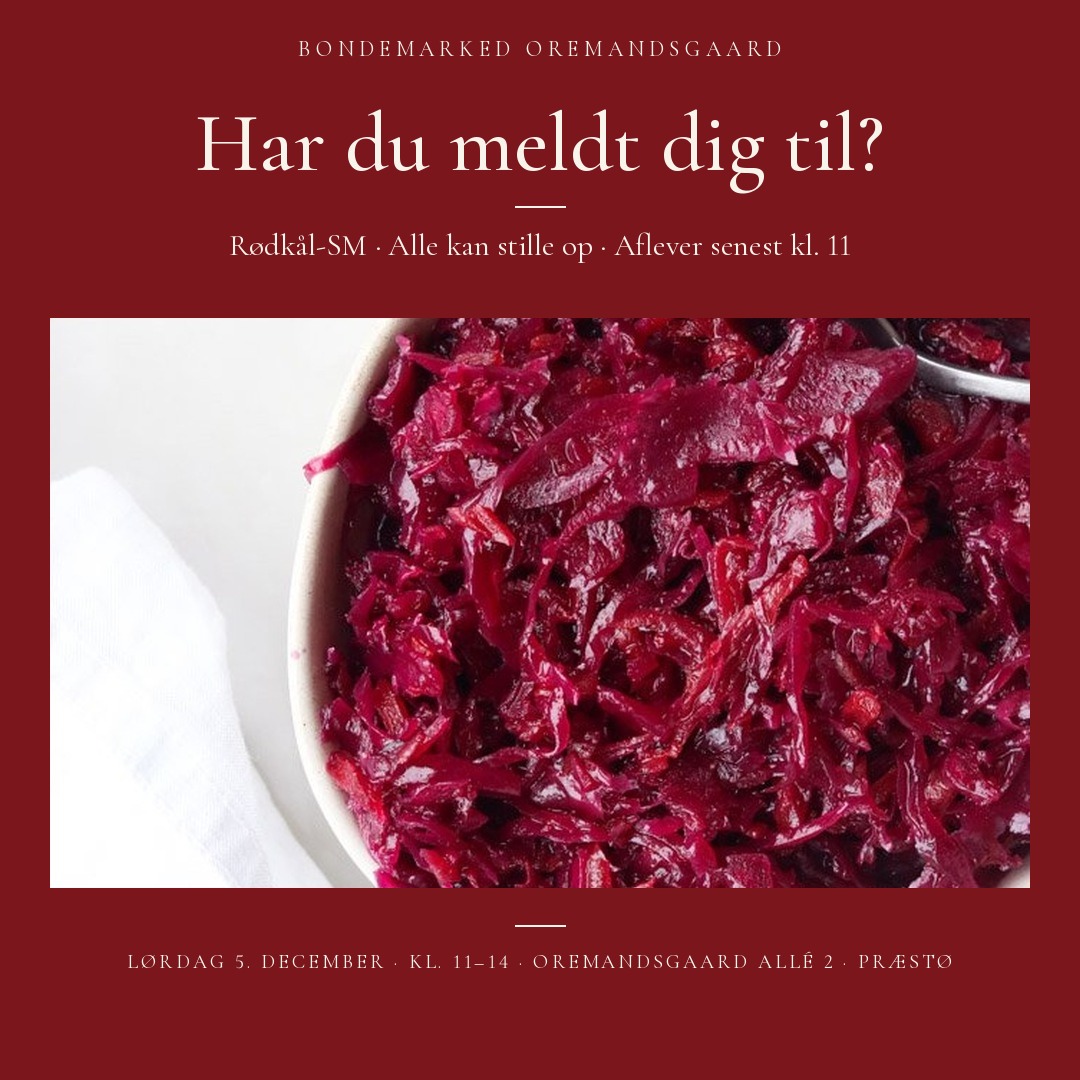 BONDEMARKED OREMANDSGAARD
Har du meldt dig til?
Rødkål-SM · Alle kan stille op · Aflever senest kl. 11
LØRDAG 5. DECEMBER · KL. 11–14 · OREMANDSGAARD ALLÉ 2 · PRÆSTØ